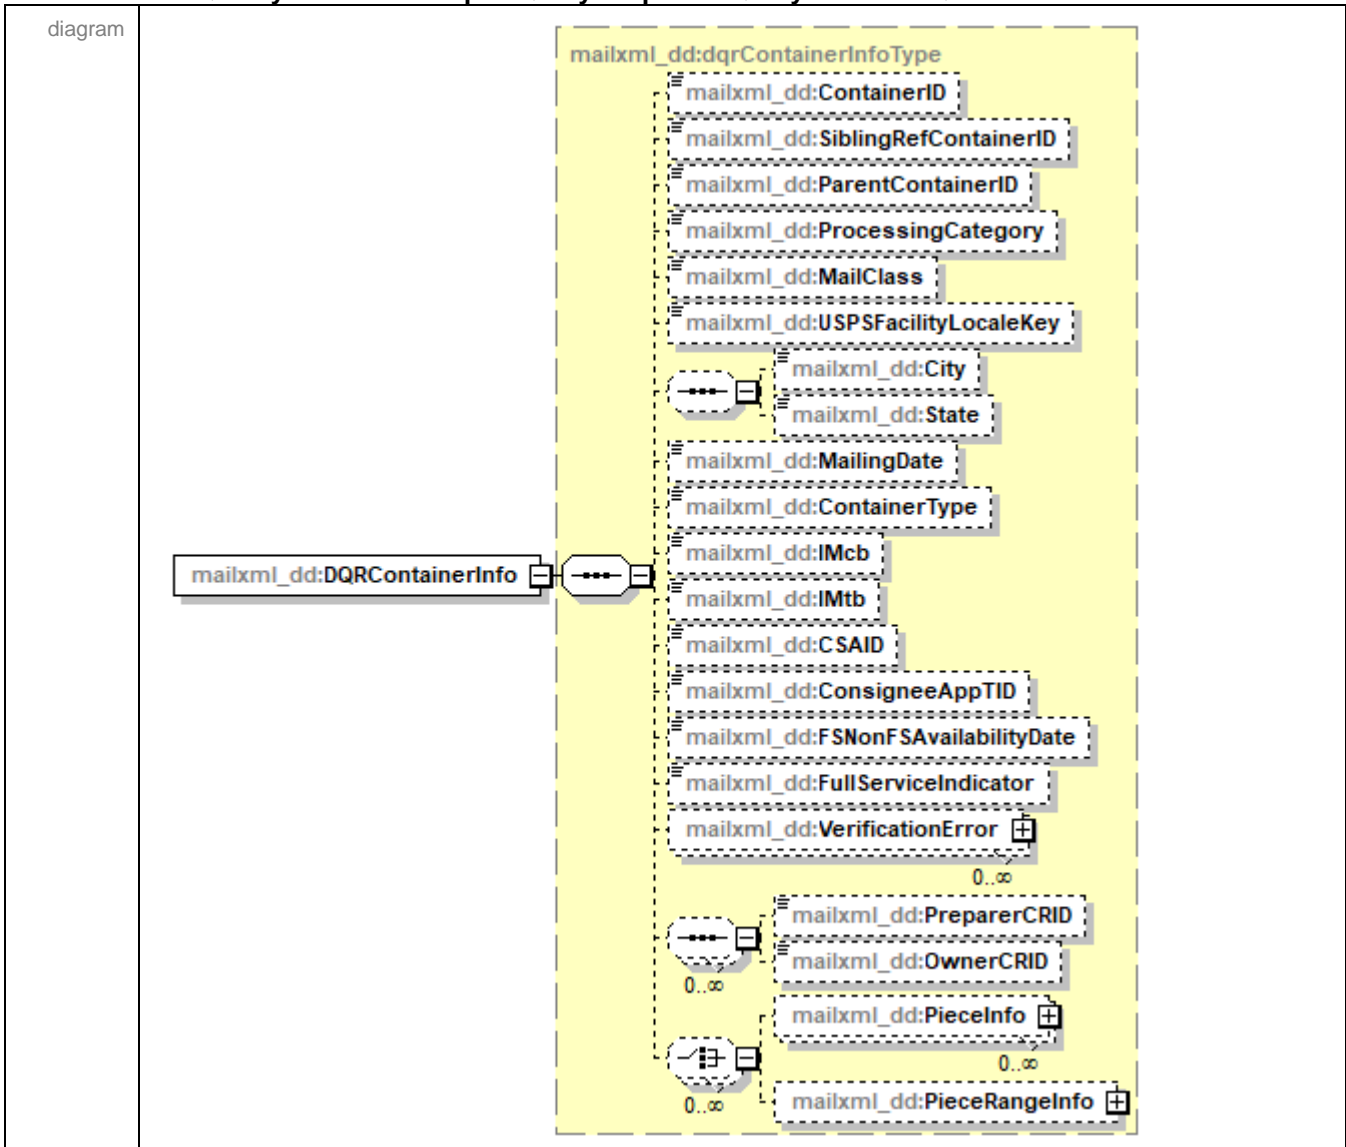 diagram
mailxml_dd:dqrContainerInfoType
mailxml_dd:ContainerID
mailxml_dd:SiblingRefContainerID
mailxml_dd:ParentContainerID
mailxml_dd:ProcessingCategory
mailxml_dd:MailClass
mailxml_dd:USPSFacilityLocaleKey
mailxml_dd:City
mailxml_dd:State
mailxml_dd:MailingDate
mailxml_dd:ContainerType
mailxml_dd:IMcb
mailxml_dd:DQRContainerInfo
mailxml_dd:IMtb
mailxml_dd:CSAID
mailxml_dd:ConsigneeAppTID
mailxml_dd:FSNonFSAvailabilityDate
mailxml_dd:FullServiceIndicator
mailxml_dd:VerificationError
0..∞
mailxml_dd:PreparerCRID
mailxml_dd:OwnerCRID
0..∞
mailxml_dd:PieceInfo
0..∞
mailxml_dd:PieceRangeInfo
0..∞